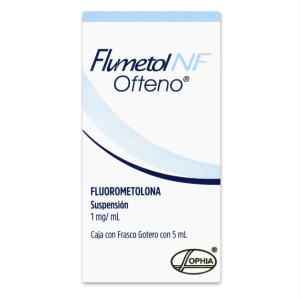 Flumetol NF
Ofteno®
FLUOROMETOLONA
Suspensión
1 mg/ mL
Caja con Frasco Gotero con 5 mL
SOPHIA